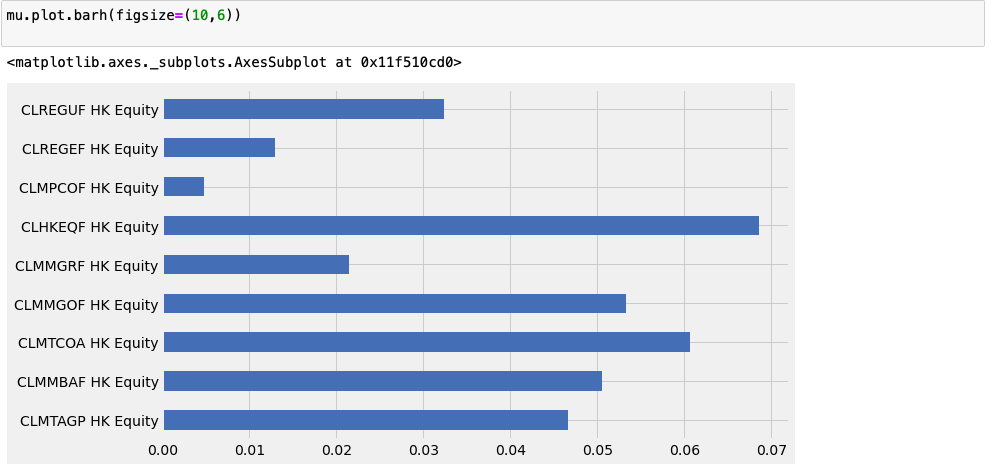 mu.plot.barh(figsize=(10,6))
<matplotlib.axes._subplots.AxesSubplot at 0x11f510cd0>
CLREGUF HK Equity
CLREGEF HK Equity
CLMPCOF HK Equity
CLHKEQF HK Equity
CLMMGRF HK Equity
CLMMGOF HK Equity
CLMTCOA HK Equity
CLMMBAF HK Equity
CLMTAGP HK Equity
0.00 0.01 0.02 0.03 0.04 0.05 0.06 0.07